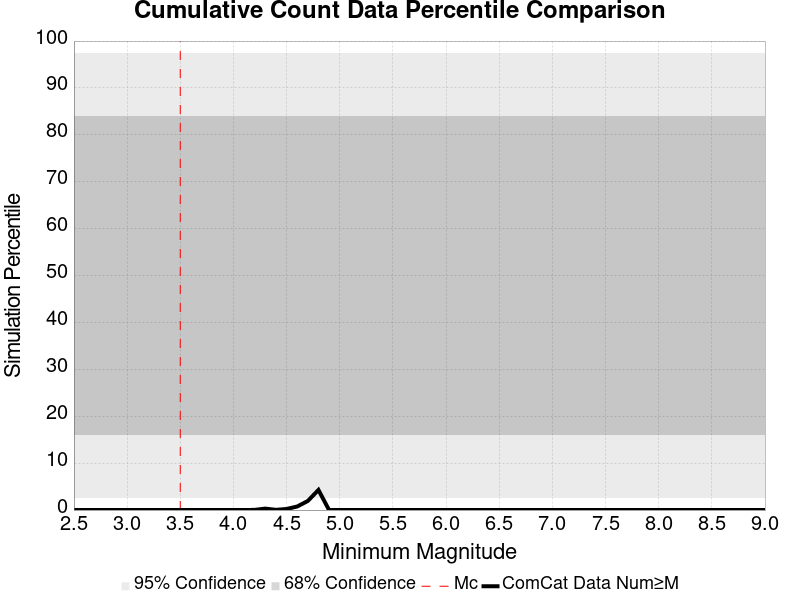 Cumulative Count Data Percentile Comparison
100
90
80
70
60
50
40
30
20
10
0
Simulation Percentile
2.5 3.0 3.5 4.0 4.5 5.0 5.5 6.0 6.5 7.0 7.5 8.0 8.5 9.0
Minimum Magnitude
95% Confidence 68% Confidence Mc ComCat Data Num≥M